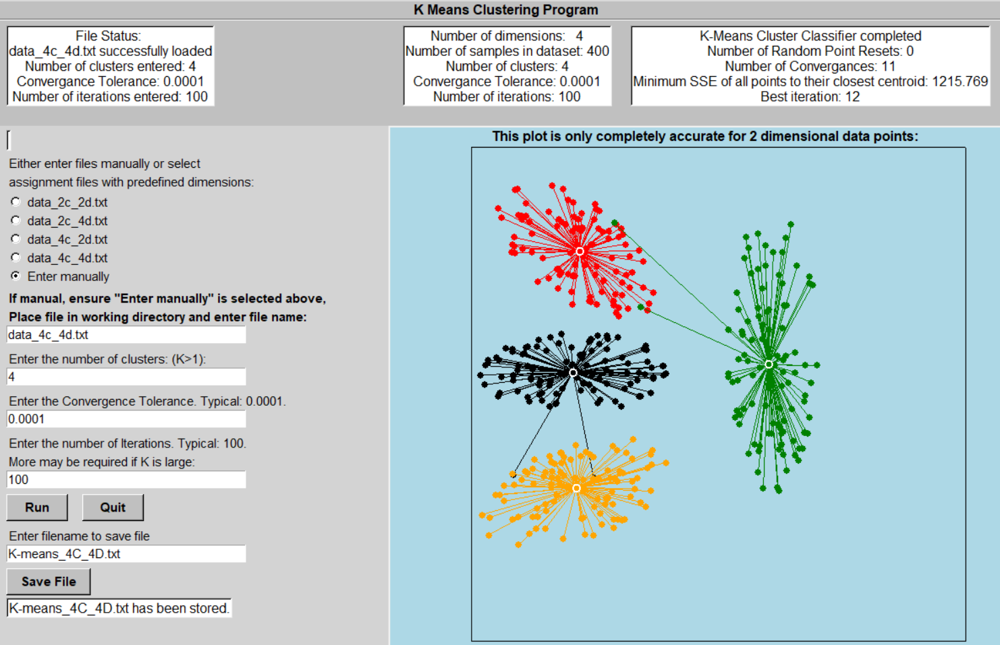 K Means Clustering Program
File Status:
data_4c_4d.txt successfully loaded
Number of clusters entered: 4
Convergance Tolerance: 0.0001
Number of iterations entered: 100
Number of dimensions: 4
Number of samples in dataset: 400
Number of clusters: 4
Convergance Tolerance: 0.0001
Number of iterations: 100
K-Means Cluster Classifier completed
Number of Random Point Resets: 0
Number of Convergances: 11
Minimum SSE of all points to their closest centroid: 1215.769
Best iteration: 12
Either enter files manually or select
assignment files with predefined dimensions:
data_2c_2d.txt
data_2c_4d.txt
data_4c_2d.txt
data_4c_4d.txt
Enter manually
If manual, ensure "Enter manually" is selected above,
Place file in working directory and enter file name:
data_4c_4d.txt
Enter the number of clusters: (K>1):
4
Enter the Convergence Tolerance. Typical: 0.0001.
0.0001
Enter the number of Iterations. Typical: 100.
More may be required if K is large:
100
Run Quit
Enter filename to save file
K-means_4C_4D.txt
Save File
K-means_4C_4D.txt has been stored.
This plot is only completely accurate for 2 dimensional data points: